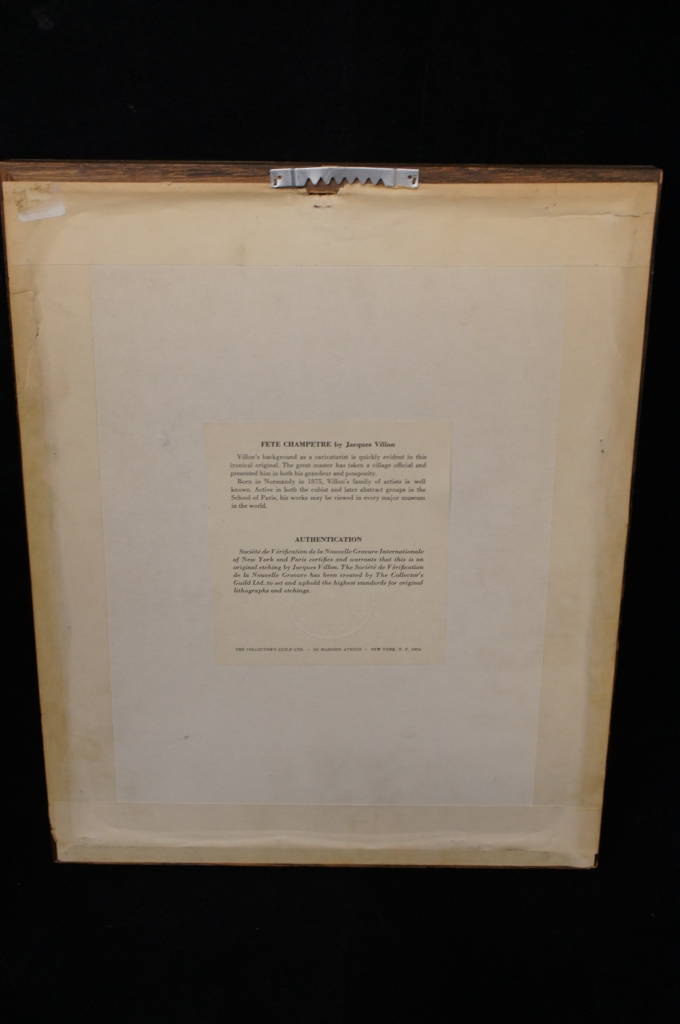 FETE CHAMPETRE by Jacques Villon
Villon's background as a caricaturist is quickly evident in this
ironical original. The great master has taken a village official and
presented him in both his grandeur and pomposity.
Born in Normandy in 1875, Villon's family of artists is well
known. Active in both the cubist and later abstract groups in the
School of Paris, his works may be viewed in every major museum
in the world.
AUTHENTICATION
Société de Vérification de la Nouvelle Gravure Internationale
of New York and Paris certifies and warrants that this is an
original etching by Jacques Villon. The Société de Vérification
de la Nouvelle Gravure has been created by The Collector's
Guild Ltd. to set and uphold the highest standards for original
lithographs and etchings.
THE COLLECTOR'S GUILD LTD. • MADISON AVENUE • NEW YORK, N. Y.